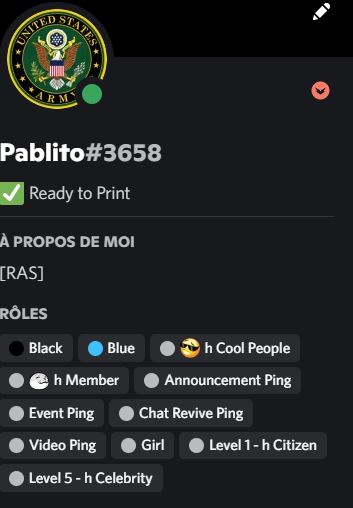 UNITED STATES
ARMY
Pablito#3658
Ready to Print
À PROPOS DE MOI
[RAS]
RÔLES
Black Blue h Cool People
h Member Announcement Ping
Event Ping Chat Revive Ping
Video Ping Girl Level 1 - h Citizen
Level 5 - h Celebrity